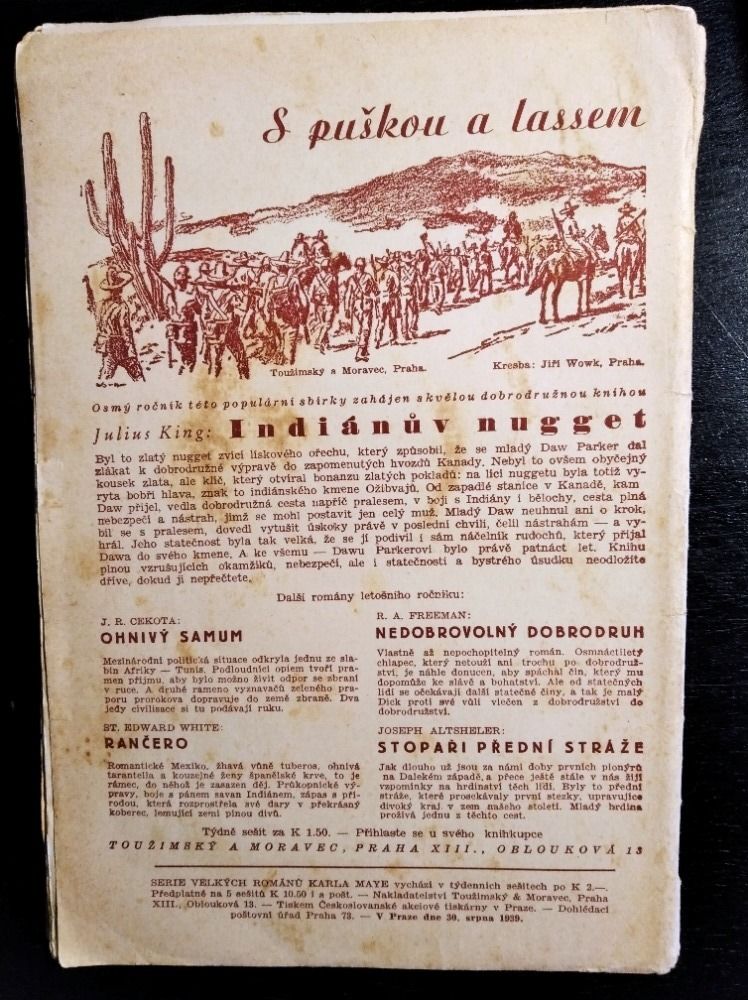 S puškou a lassem
Toužimský a Moravec, Praha.
Kresba: Jiří Wowk, Praha.
Osmý ročník této populární sbírky zahájen skvělou dobrodružnou knihou
Julius King: Indiánův nugget
Byl to zlatý nugget zvící lískového ořechu, který způsobil, že se mladý Daw Parker dal
zlákat k dobrodružné výpravě do zapomenutých hvozdů Kanady. Nebyl to ovšem obyčejný
kousek zlata, ale klíč, který otvíral bonanzu zlatých pokladů: na líci nuggetu byla totiž vy-
ryta bobří hlava, znak to indiánského kmene Ožibvajů. Od zapadlé stanice v Kanadě, kam
Daw přijel, vedla dobrodružná cesta napříč pralesem, v boji s Indiány i bělochy, cesta plná
nebezpečí a nástrah, jimž se mohl postavit jen celý muž. Mladý Daw neuhnul ani o krok,
bil se s pralesem, dovedl vytušit úskoky právě v poslední chvíli, čelil nástrahám — a vy-
hrál. Jeho statečnost byla tak velká, že se jí podivil i sám náčelník rudochů, který přijal
Dawa do svého kmene. A ke všemu — Dawu Parkerovi bylo právě patnáct let. Knihu
plnou vzrušujících okamžiků, nebezpečí, ale i statečnosti a bystrého úsudku neodložíte
dříve, dokud ji nepřečtete.
Další romány letošního ročníku:
J. R. CEKOTA:
OHNIVÝ SAMUM
Mezinárodní politická situace odkryla jednu ze sla-
bin Afriky — Tunis. Podloudníci opiem tvoří pra-
men příjmu, aby bylo možno živit odpor se zbraní
v ruce. A druhé rameno vyznavačů zeleného pra-
poru prorokova dopravuje do země zbraně. Dva
jedy civilisace si tu podávají ruku.
ST. EDWARD WHITE:
RANČERO
Romantické Mexiko, žhavá vůně tuberos, ohnivá
tarantella a kouzelné ženy španělské krve, to je
rámec, do něhož je zasazen děj. Průkopnické vý-
pravy, boje s pánem savan Indiánem, zápas s pří-
rodou, která rozprostřela své dary v překrásný
koberec, lemující zemi plnou divů.
R. A. FREEMAN:
NEDOBROVOLNÝ DOBRODRUH
Vlastně až nepochopitelný román. Osmnáctiletý
chlapec, který netouží ani trochu po dobrodruž-
ství, je náhle donucen, aby spáchal čin, který mu
dopomůže ke slávě a bohatství. Ale od statečných
lidí se očekávají další statečné činy, a tak je malý
Dick proti své vůli vlečen z dobrodružství do
dobrodružství.
JOSEPH ALTSHELER:
STOPAŘI PŘEDNÍ STRÁŽE
Jak dlouho už jsou za námi doby prvních pionýrů
na Dalekém západě, a přece ještě stále v nás žijí
vzpomínky na hrdinství těch lidí. Byly to přední
stráže, které prosekávaly první stezky, upravujíce
divoký kraj v zem našeho století. Mladý hrdina
prožívá jednu z těchto cest.
Týdně sešit za K 1.50. — Přihlaste se u svého knihkupce
TOUŽIMSKÝ A MORAVEC, PRAHA XIII., OBLOUKOVÁ 13
SERIE VELKÝCH ROMÁNŮ KARLA MAYE vychází v týdenních sešitech po K 2.—.
Předplatné na 5 sešitů K 10.50 i s pošt. — Nakladatelství Toužimský & Moravec, Praha
XIII., Oblouková 13. — Tiskem Československé akciové tiskárny v Praze. — Dohlédací
poštovní úřad Praha 73. — V Praze dne 30. srpna 1939.